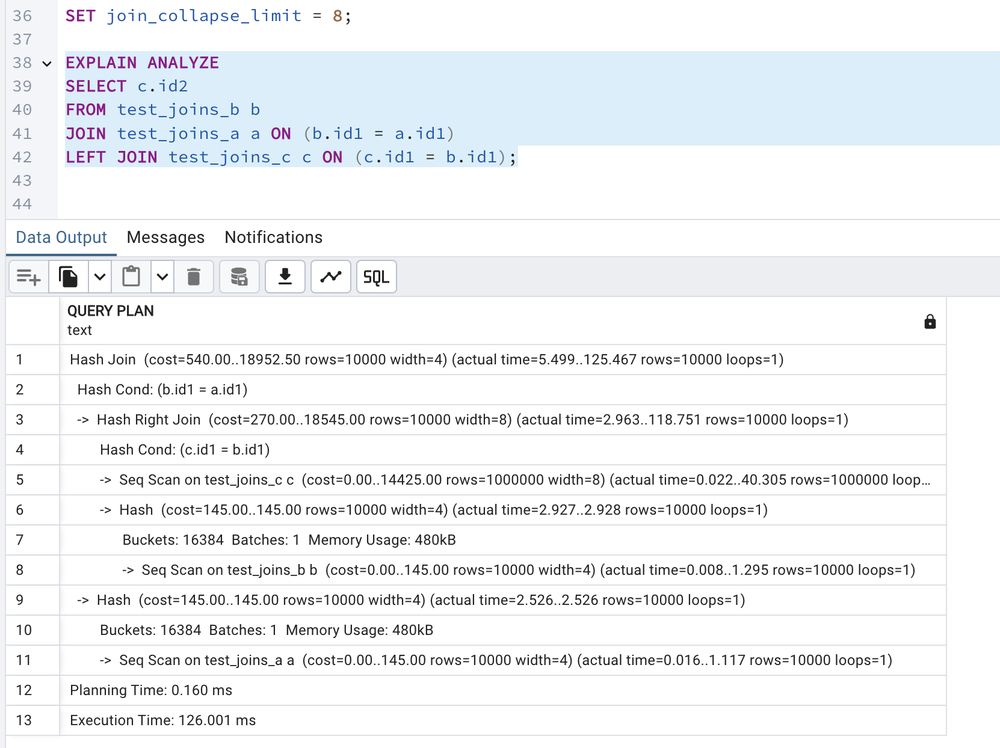 36 SET join_collapse_limit = 8;
37
38 EXPLAIN ANALYZE
39 SELECT c.id2
40 FROM test_joins_b b
41 JOIN test_joins_a a ON (b.id1 = a.id1)
42 LEFT JOIN test_joins_c c ON (c.id1 = b.id1);
43
44
Data Output Messages Notifications
SQL
QUERY PLAN
text
1 Hash Join (cost=540.00..18952.50 rows=10000 width=4) (actual time=5.499..125.467 rows=10000 loops=1)
2 Hash Cond: (b.id1 = a.id1)
3 -> Hash Right Join (cost=270.00..18545.00 rows=10000 width=8) (actual time=2.963..118.751 rows=10000 loops=1)
4 Hash Cond: (c.id1 = b.id1)
5 -> Seq Scan on test_joins_c c (cost=0.00..14425.00 rows=1000000 width=8) (actual time=0.022..40.305 rows=1000000 loop...
6 -> Hash (cost=145.00..145.00 rows=10000 width=4) (actual time=2.927..2.928 rows=10000 loops=1)
7 Buckets: 16384 Batches: 1 Memory Usage: 480kB
8 -> Seq Scan on test_joins_b b (cost=0.00..145.00 rows=10000 width=4) (actual time=0.008..1.295 rows=10000 loops=1)
9 -> Hash (cost=145.00..145.00 rows=10000 width=4) (actual time=2.526..2.526 rows=10000 loops=1)
10 Buckets: 16384 Batches: 1 Memory Usage: 480kB
11 -> Seq Scan on test_joins_a a (cost=0.00..145.00 rows=10000 width=4) (actual time=0.016..1.117 rows=10000 loops=1)
12 Planning Time: 0.160 ms
13 Execution Time: 126.001 ms